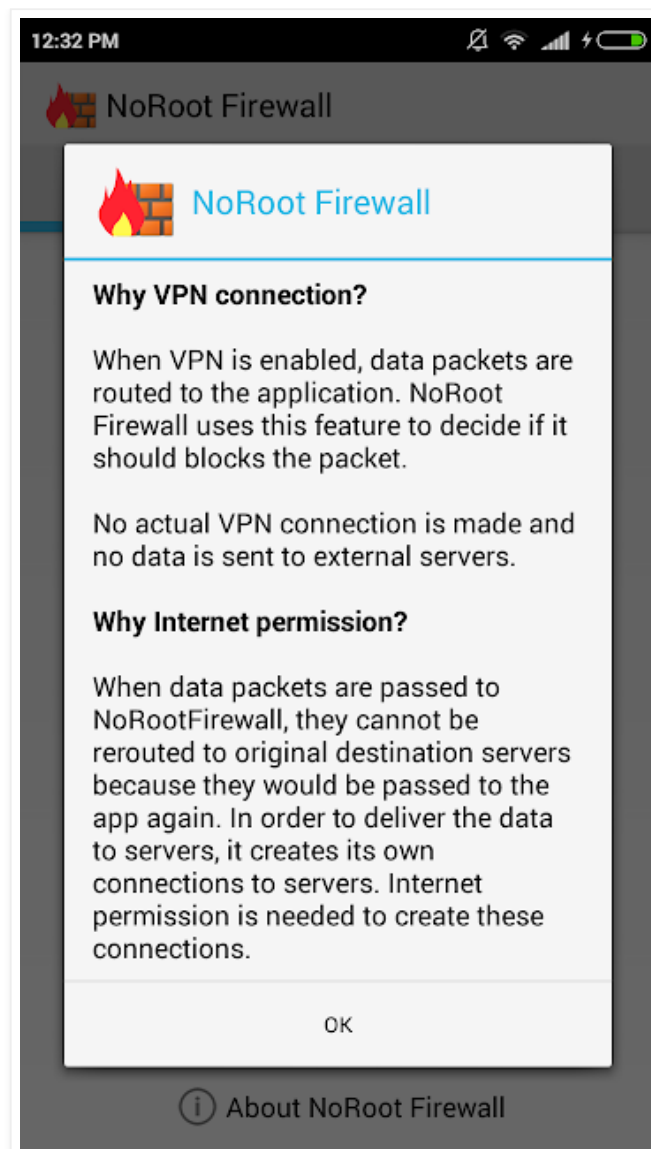 12:32 PM
NoRoot Firewall
NoRoot Firewall
Why VPN connection?
When VPN is enabled, data packets are
routed to the application. NoRoot
Firewall uses this feature to decide if it
should blocks the packet.
No actual VPN connection is made and
no data is sent to external servers.
Why Internet permission?
When data packets are passed to
NoRootFirewall, they cannot be
rerouted to original destination servers
because they would be passed to the
app again. In order to deliver the data
to servers, it creates its own
connections to servers. Internet
permission is needed to create these
connections.
OK
About NoRoot Firewall